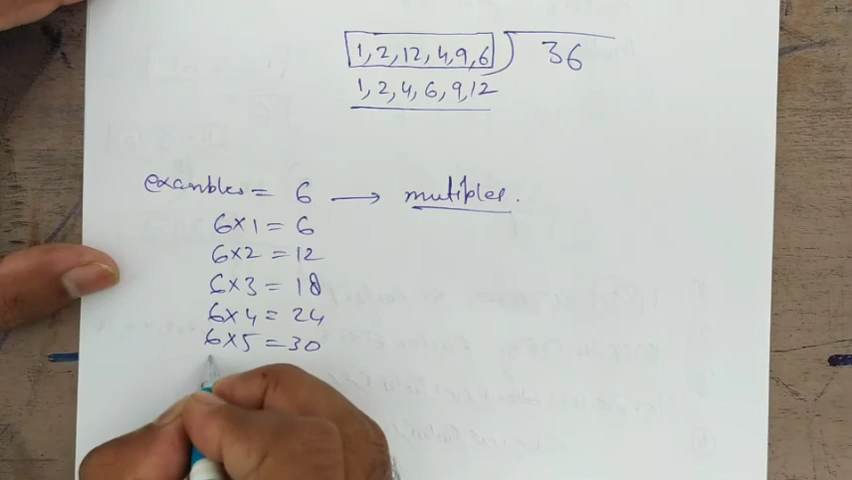 1, 2, 12, 4, 9, 6 ) 36
1, 2, 4, 6, 9, 12
examples = 6 → multiples.
6×1 = 6
6×2 = 12
6×3 = 18
6×4 = 24
6×5 = 30